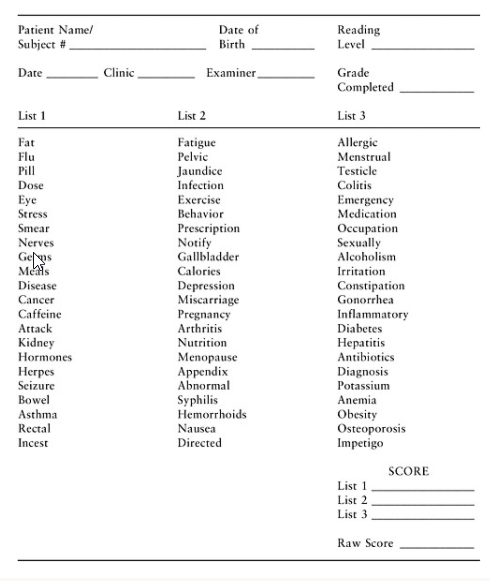 Patient Name/ Date of Reading
Subject # Birth Level
Date Clinic Examiner Grade
Completed
List 1 List 2 List 3
Fat Fatigue Allergic
Flu Pelvic Menstrual
Pill Jaundice Testicle
Dose Infection Colitis
Eye Exercise Emergency
Stress Behavior Medication
Smear Prescription Occupation
Nerves Notify Sexually
Germs Gallbladder Alcoholism
Meals Calories Irritation
Disease Depression Constipation
Cancer Miscarriage Gonorrhea
Caffeine Pregnancy Inflammatory
Attack Arthritis Diabetes
Kidney Nutrition Hepatitis
Hormones Menopause Antibiotics
Herpes Appendix Diagnosis
Seizure Abnormal Potassium
Bowel Syphilis Anemia
Asthma Hemorrhoids Obesity
Rectal Nausea Osteoporosis
Incest Directed Impetigo
SCORE
List 1
List 2
List 3
Raw Score